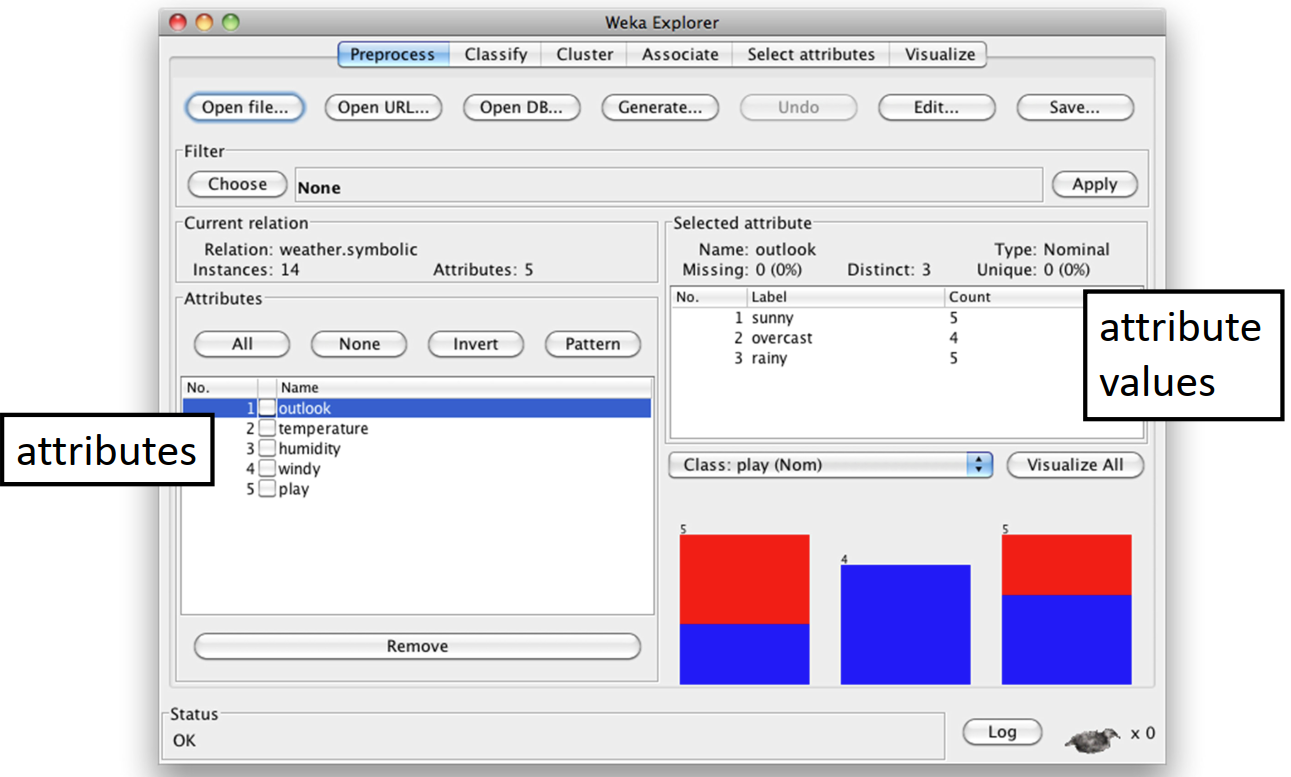 Weka Explorer
Preprocess Classify Cluster Associate Select attributes Visualize
Open file... Open URL... Open DB... Generate... Undo Edit... Save...
Filter
Choose None Apply
Current relation
Relation: weather.symbolic
Instances: 14 Attributes: 5
Attributes
All None Invert Pattern
No. Name
1 outlook
2 temperature
3 humidity
4 windy
5 play
Remove
attributes
Selected attribute
Name: outlook Type: Nominal
Missing: 0 (0%) Distinct: 3 Unique: 0 (0%)
No. Label Count
1 sunny 5
2 overcast 4
3 rainy 5
attribute
values
Class: play (Nom) Visualize All
5 4 5
Status
OK
Log x 0